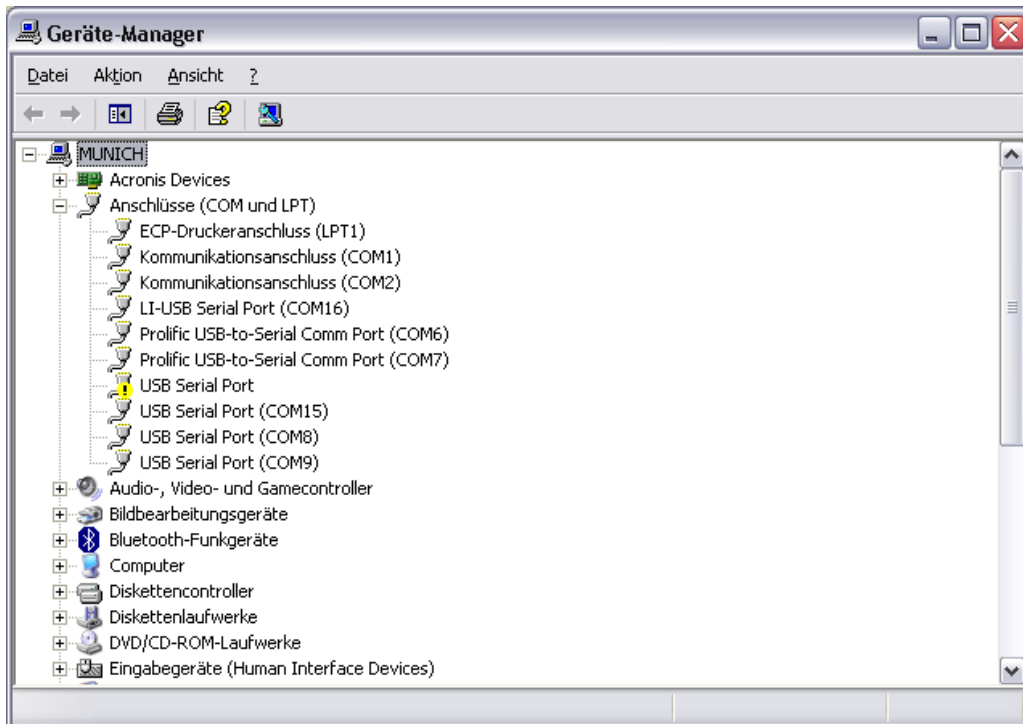 Geräte-Manager
Datei Aktion Ansicht ?
MUNICH
Acronis Devices
Anschlüsse (COM und LPT)
ECP-Druckeranschluss (LPT1)
Kommunikationsanschluss (COM1)
Kommunikationsanschluss (COM2)
LI-USB Serial Port (COM16)
Prolific USB-to-Serial Comm Port (COM6)
Prolific USB-to-Serial Comm Port (COM7)
USB Serial Port
USB Serial Port (COM15)
USB Serial Port (COM8)
USB Serial Port (COM9)
Audio-, Video- und Gamecontroller
Bildbearbeitungsgeräte
Bluetooth-Funkgeräte
Computer
Diskettencontroller
Diskettenlaufwerke
DVD/CD-ROM-Laufwerke
Eingabegeräte (Human Interface Devices)